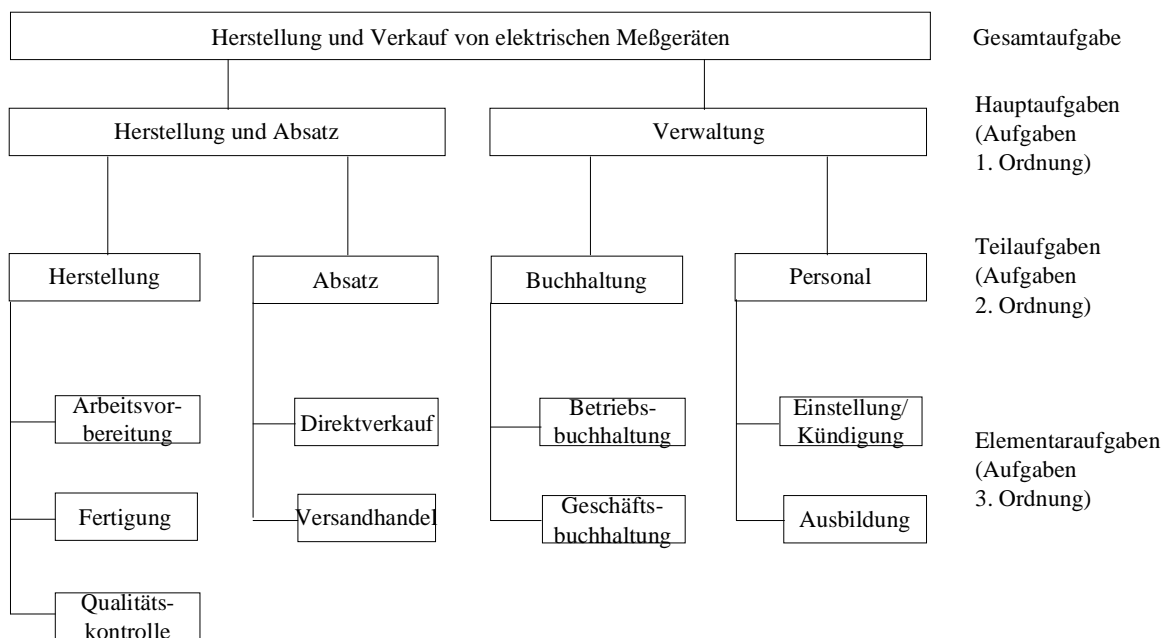 Herstellung und Verkauf von elektrischen Meßgeräten
Gesamtaufgabe
Herstellung und Absatz
Verwaltung
Hauptaufgaben
(Aufgaben
1. Ordnung)
Herstellung
Absatz
Buchhaltung
Personal
Teilaufgaben
(Aufgaben
2. Ordnung)
Arbeitsvor-
bereitung
Direktverkauf
Betriebs-
buchhaltung
Einstellung/
Kündigung
Elementaraufgaben
(Aufgaben
3. Ordnung)
Fertigung
Versandhandel
Geschäfts-
buchhaltung
Ausbildung
Qualitäts-
kontrolle